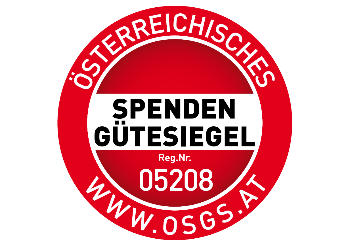 ÖSTERREICHISCHES
SPENDEN
GÜTESIEGEL
Reg.Nr.
05208
WWW.OSGS.AT